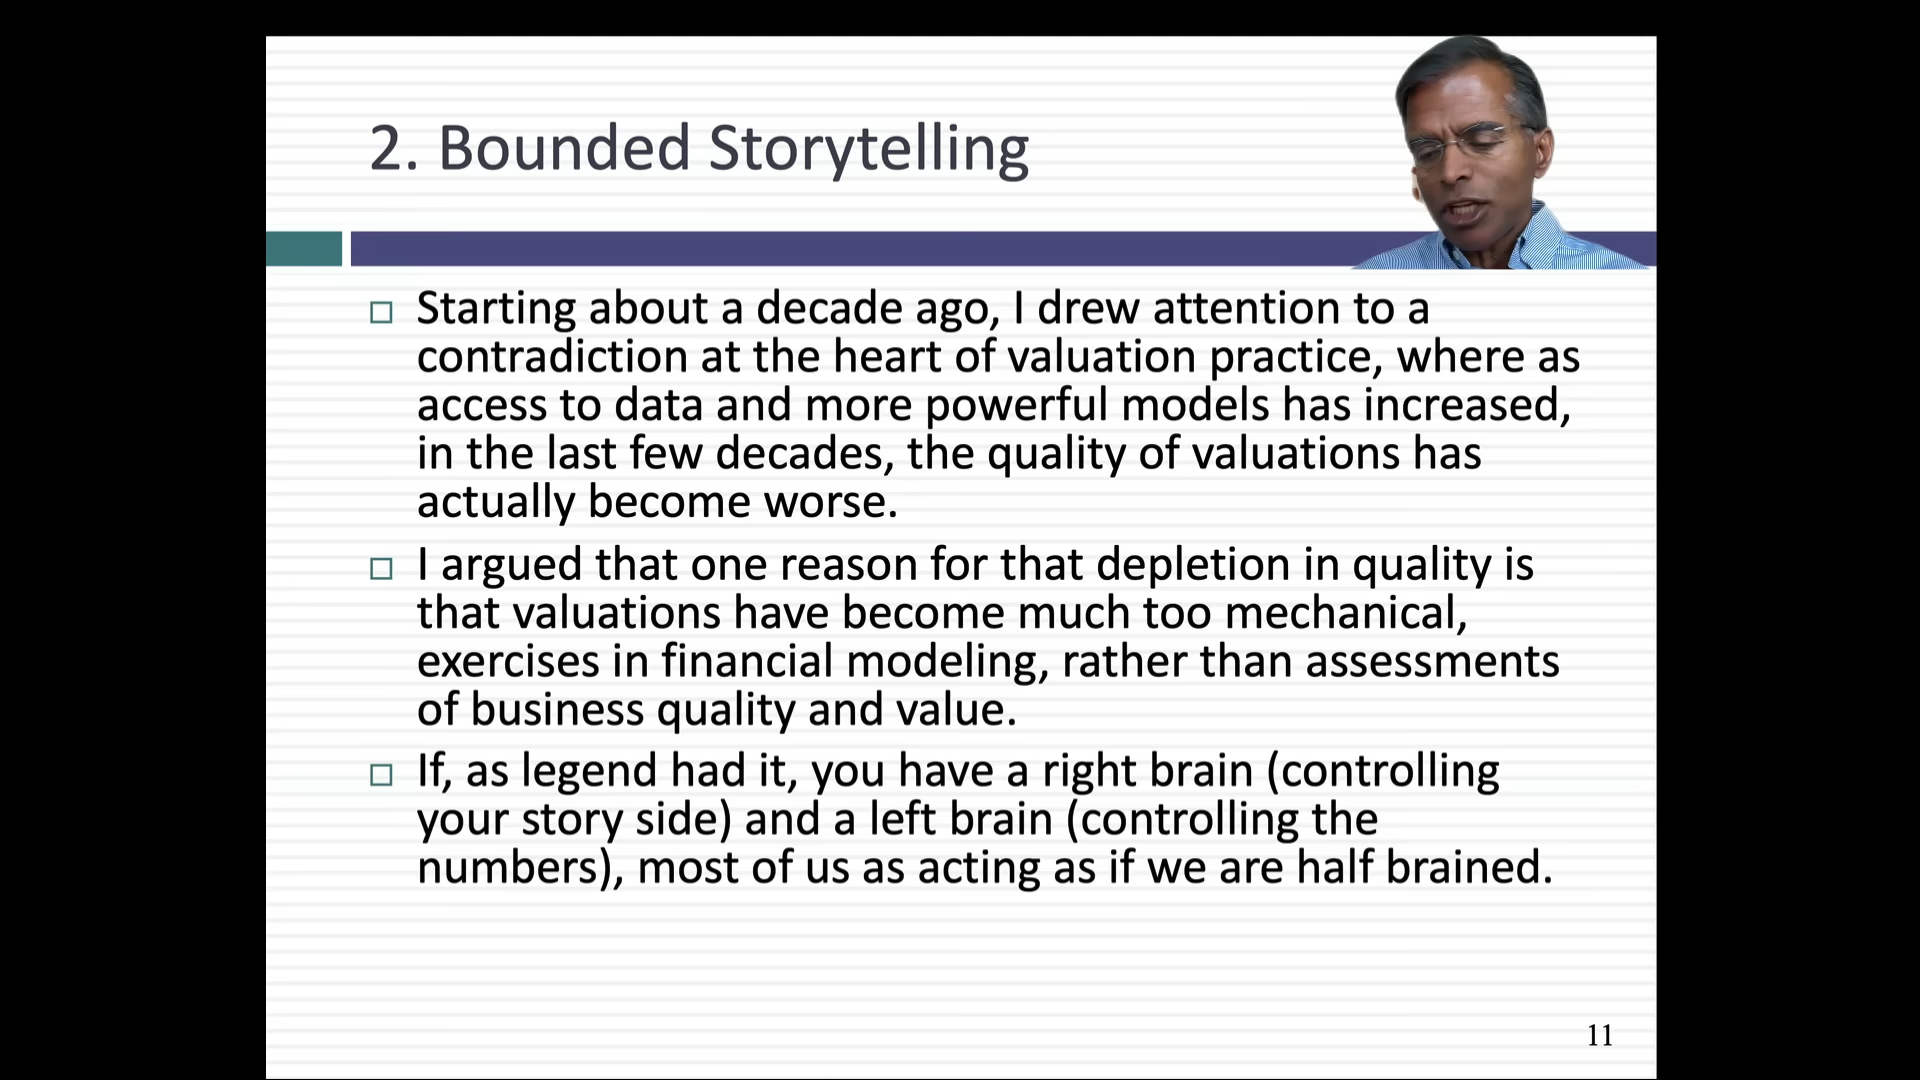 2. Bounded Storytelling
Starting about a decade ago, I drew attention to a
contradiction at the heart of valuation practice, where as
access to data and more powerful models has increased,
in the last few decades, the quality of valuations has
actually become worse.
I argued that one reason for that depletion in quality is
that valuations have become much too mechanical,
exercises in financial modeling, rather than assessments
of business quality and value.
If, as legend had it, you have a right brain (controlling
your story side) and a left brain (controlling the
numbers), most of us as acting as if we are half brained.
11